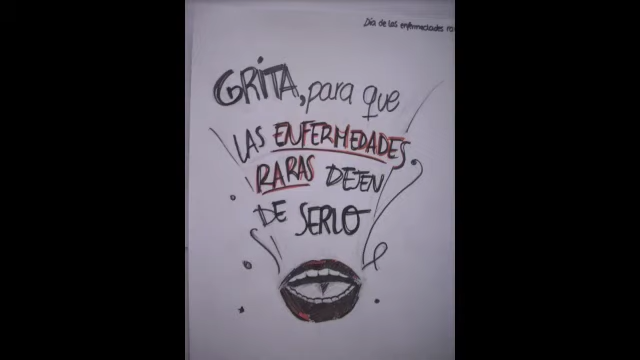 Día de las enfermedades
GRITA, para que
LAS ENFERMEDADES
RARAS DEJEN
DE SERLO